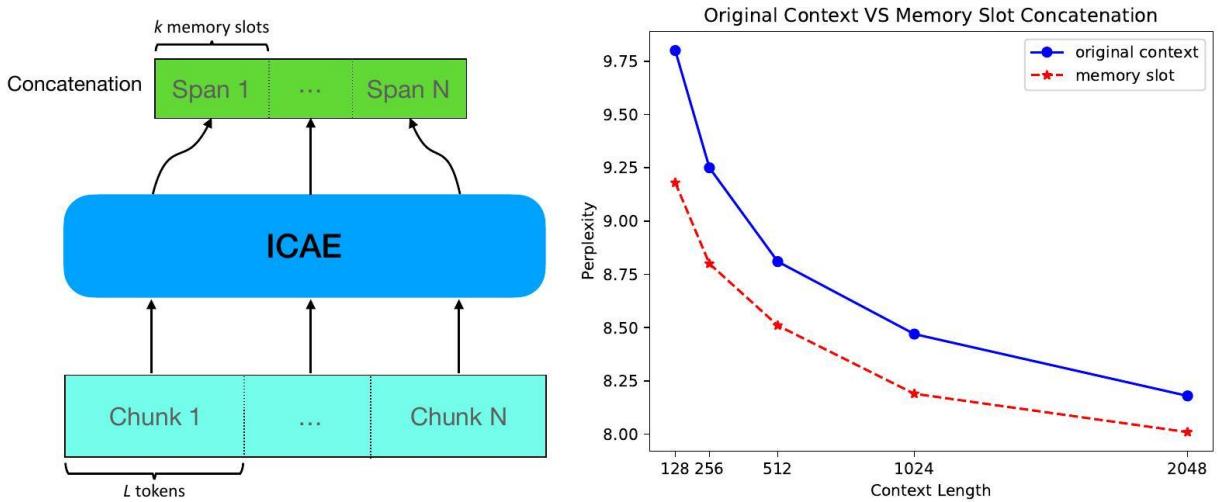 k memory slots
Concatenation
Span 1
...
Span N
ICAE
Chunk 1
...
Chunk N
L tokens
Original Context VS Memory Slot Concatenation
original context
memory slot
Perplexity
9.75
9.50
9.25
9.00
8.75
8.50
8.25
8.00
128 256 512 1024 2048
Context Length